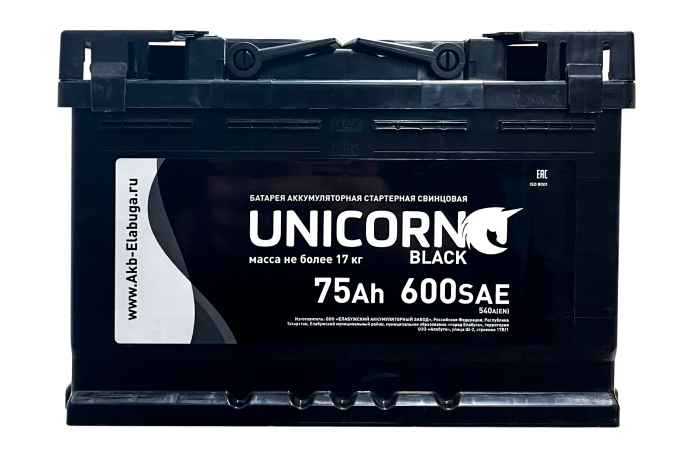 MAX
MIN
EAC
ISO 9001
www.Akb-Elabuga.ru
БАТАРЕЯ АККУМУЛЯТОРНАЯ СТАРТЕРНАЯ СВИНЦОВАЯ
UNICORN
BLACK
масса не более 17 кг
75Ah 600SAE
540A(EN)
Изготовитель: ООО «ЕЛАБУЖСКИЙ АККУМУЛЯТОРНЫЙ ЗАВОД», Российская Федерация, Республика
Татарстан, Елабужский муниципальный район, муниципальное образование «город Елабуга», территория
ООО «Алабуга», улица Ш-2, строение 11В/1